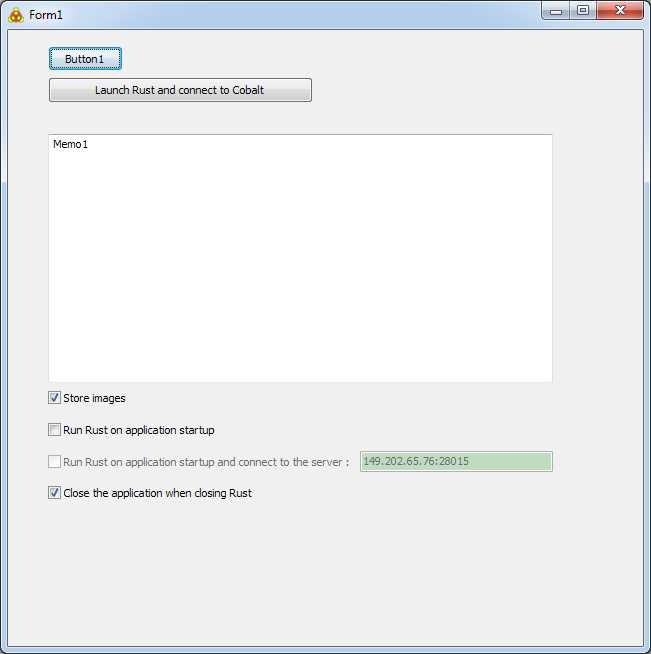 Form1
Button1
Launch Rust and connect to Cobalt
Memo1
Store images
Run Rust on application startup
Run Rust on application startup and connect to the server : 149.202.65.76:28015
Close the application when closing Rust